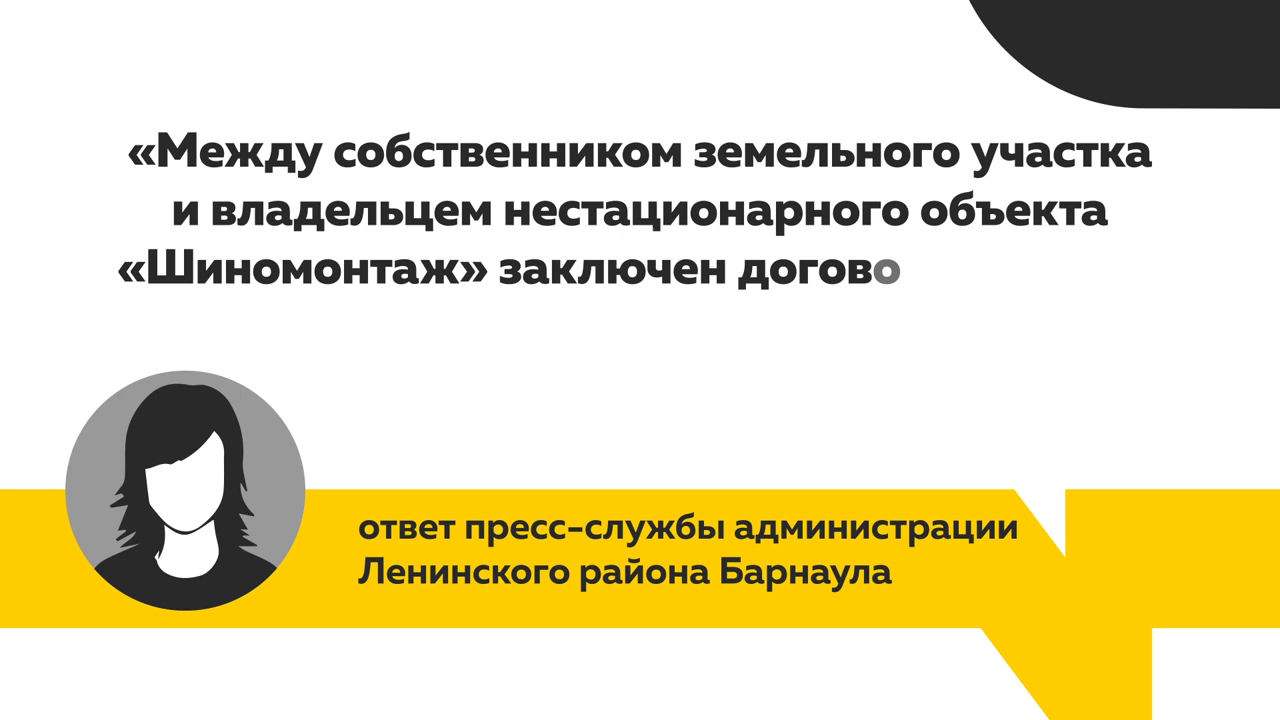 «Между собственником земельного участка
и владельцем нестационарного объекта
«Шиномонтаж» заключен догово
ответ пресс-службы администрации
Ленинского района Барнаула